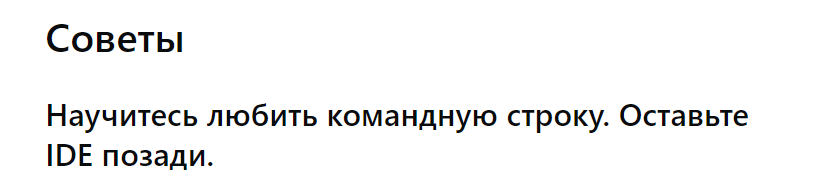 Советы
Научитесь любить командную строку. Оставьте
IDE позади.